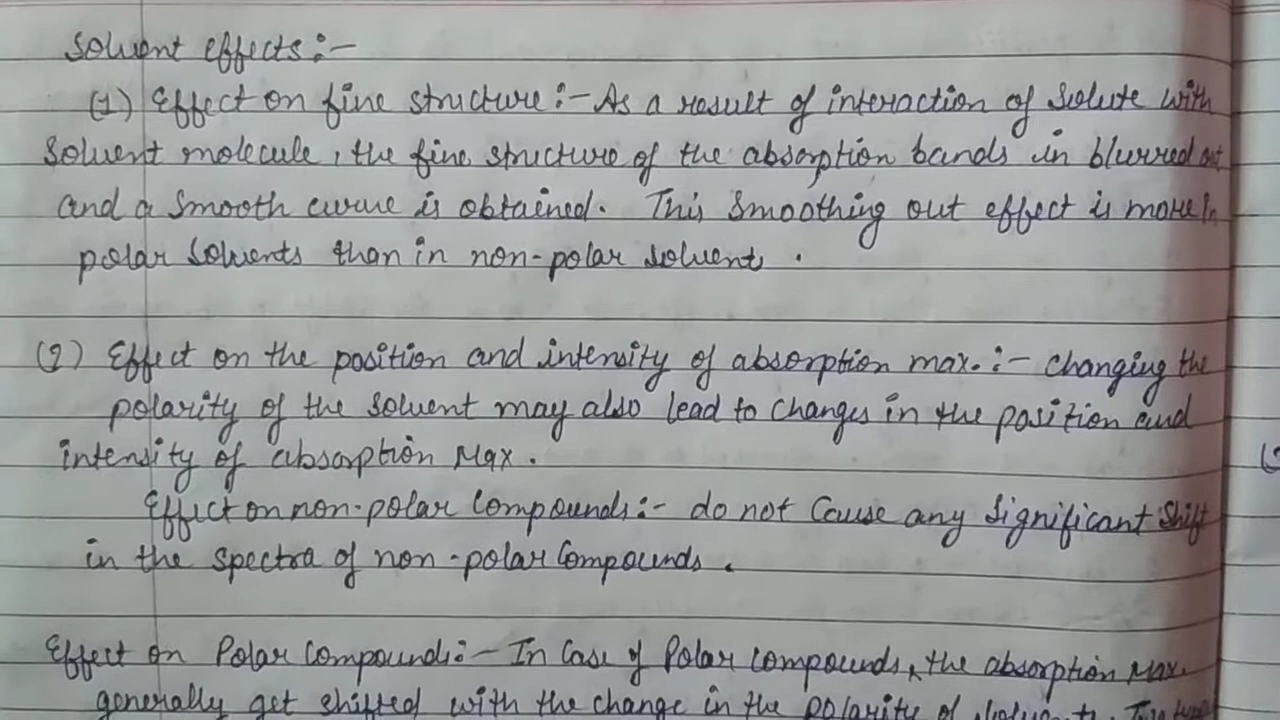 Solvent effects :-
(1) Effect on fine structure :- As a result of interaction of Solute with
Solvent molecule, the fine structure of the absorption bands in blurred out
and a smooth curve is obtained. This Smoothing out effect is more in
polar Solvents than in non-polar solvent.
(2) Effect on the position and intensity of absorption max. :- changing the
polarity of the solvent may also lead to changes in the position and
intensity of absorption Max.
Effect on non-polar Compounds :- do not Cause any Significant Shift
in the spectra of non-polar Compounds.
Effect on Polar Compound :- In Case of Polar compounds, the absorption Max.
generally get shifted with the change in the polarity of